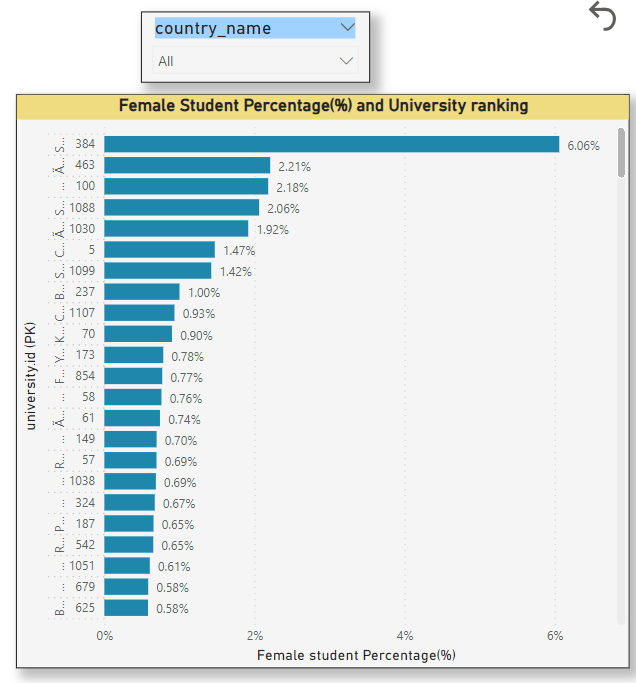 country_name
All
Female Student Percentage(%) and University ranking
university.id (PK)
S... 384 6.06%
Ã... 463 2.21%
... 100 2.18%
S... 1088 2.06%
Ã... 1030 1.92%
C... 5 1.47%
S... 1099 1.42%
B... 237 1.00%
C... 1107 0.93%
K... 70 0.90%
Y... 173 0.78%
F... 854 0.77%
... 58 0.76%
Ã... 61 0.74%
... 149 0.70%
R... 57 0.69%
... 1038 0.69%
... 324 0.67%
P... 187 0.65%
R... 542 0.65%
... 1051 0.61%
... 679 0.58%
B... 625 0.58%
0% 2% 4% 6%
Female student Percentage(%)